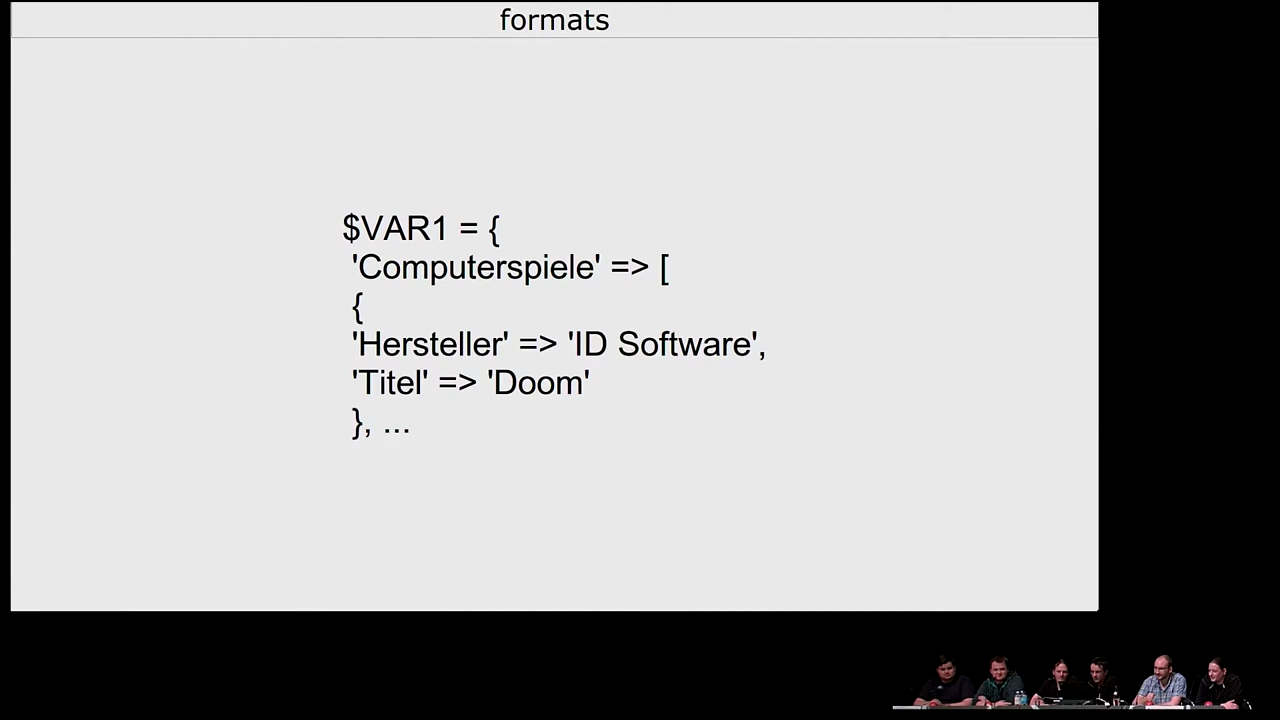 formats
$VAR1 = {
'Computerspiele' => [
{
'Hersteller' => 'ID Software',
'Titel' => 'Doom'
}, ...